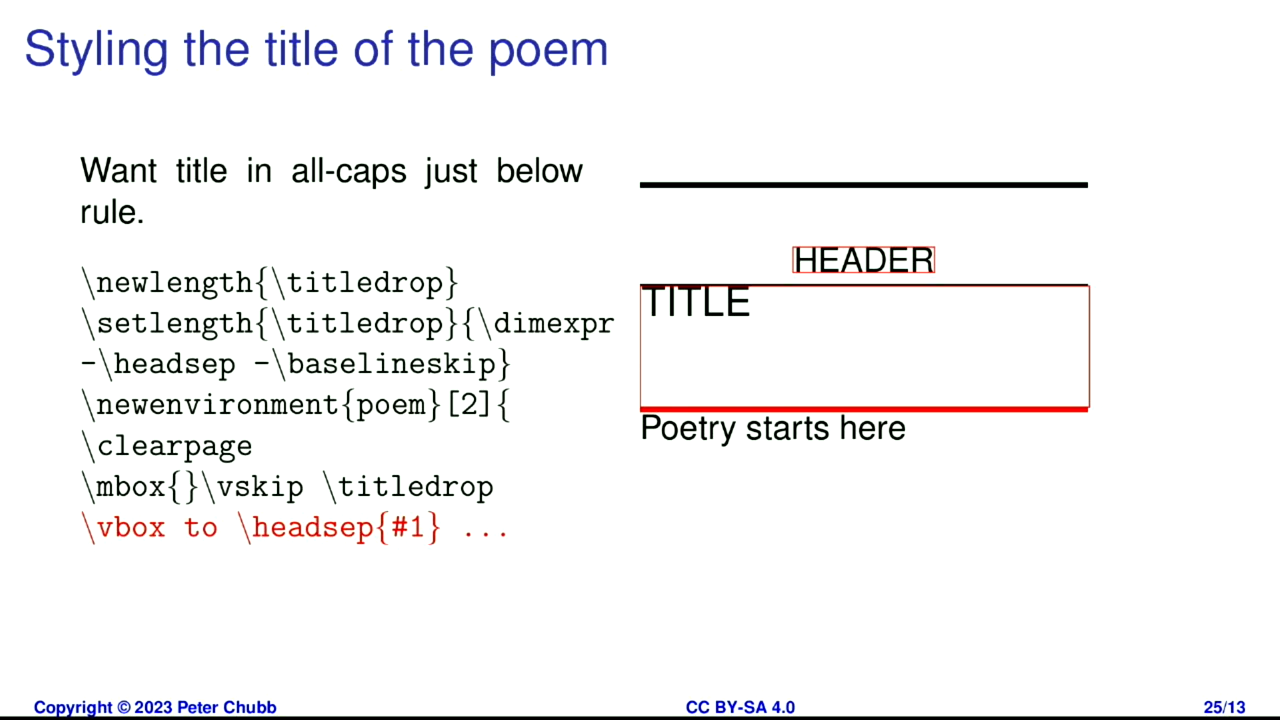 Styling the title of the poem
Want title in all-caps just below
rule.
\newlength{\titledrop}
\setlength{\titledrop}{\dimexpr
-\headsep -\baselineskip}
\newenvironment{poem}[2]{
\clearpage
\mbox{}\vskip \titledrop
\vbox to \headsep{#1} ...
HEADER
TITLE
Poetry starts here
Copyright © 2023 Peter Chubb
CC BY-SA 4.0
25/13